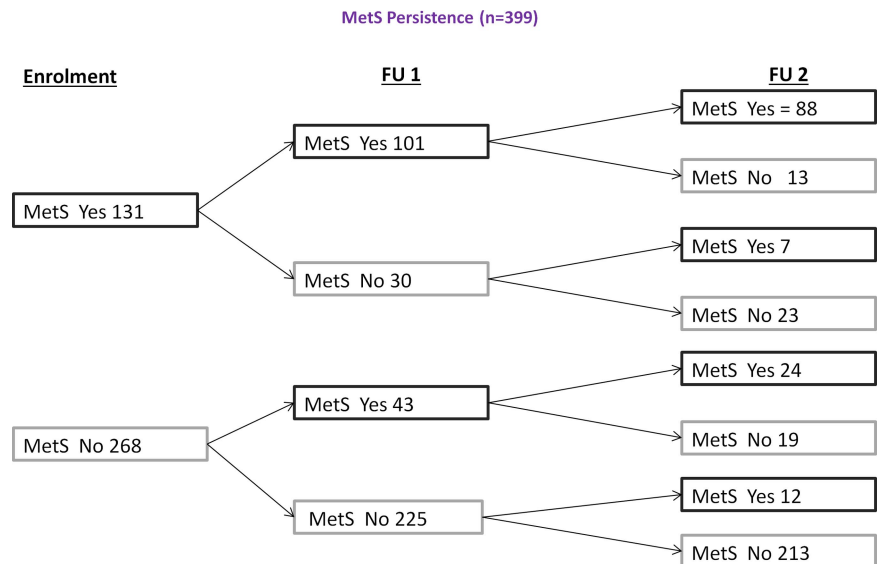 MetS Persistence (n=399)
Enrolment
FU 1
FU 2
MetS Yes = 88
MetS Yes 101
MetS No 13
MetS Yes 131
MetS Yes 7
MetS No 30
MetS No 23
MetS Yes 24
MetS Yes 43
MetS No 19
MetS No 268
MetS Yes 12
MetS No 225
MetS No 213